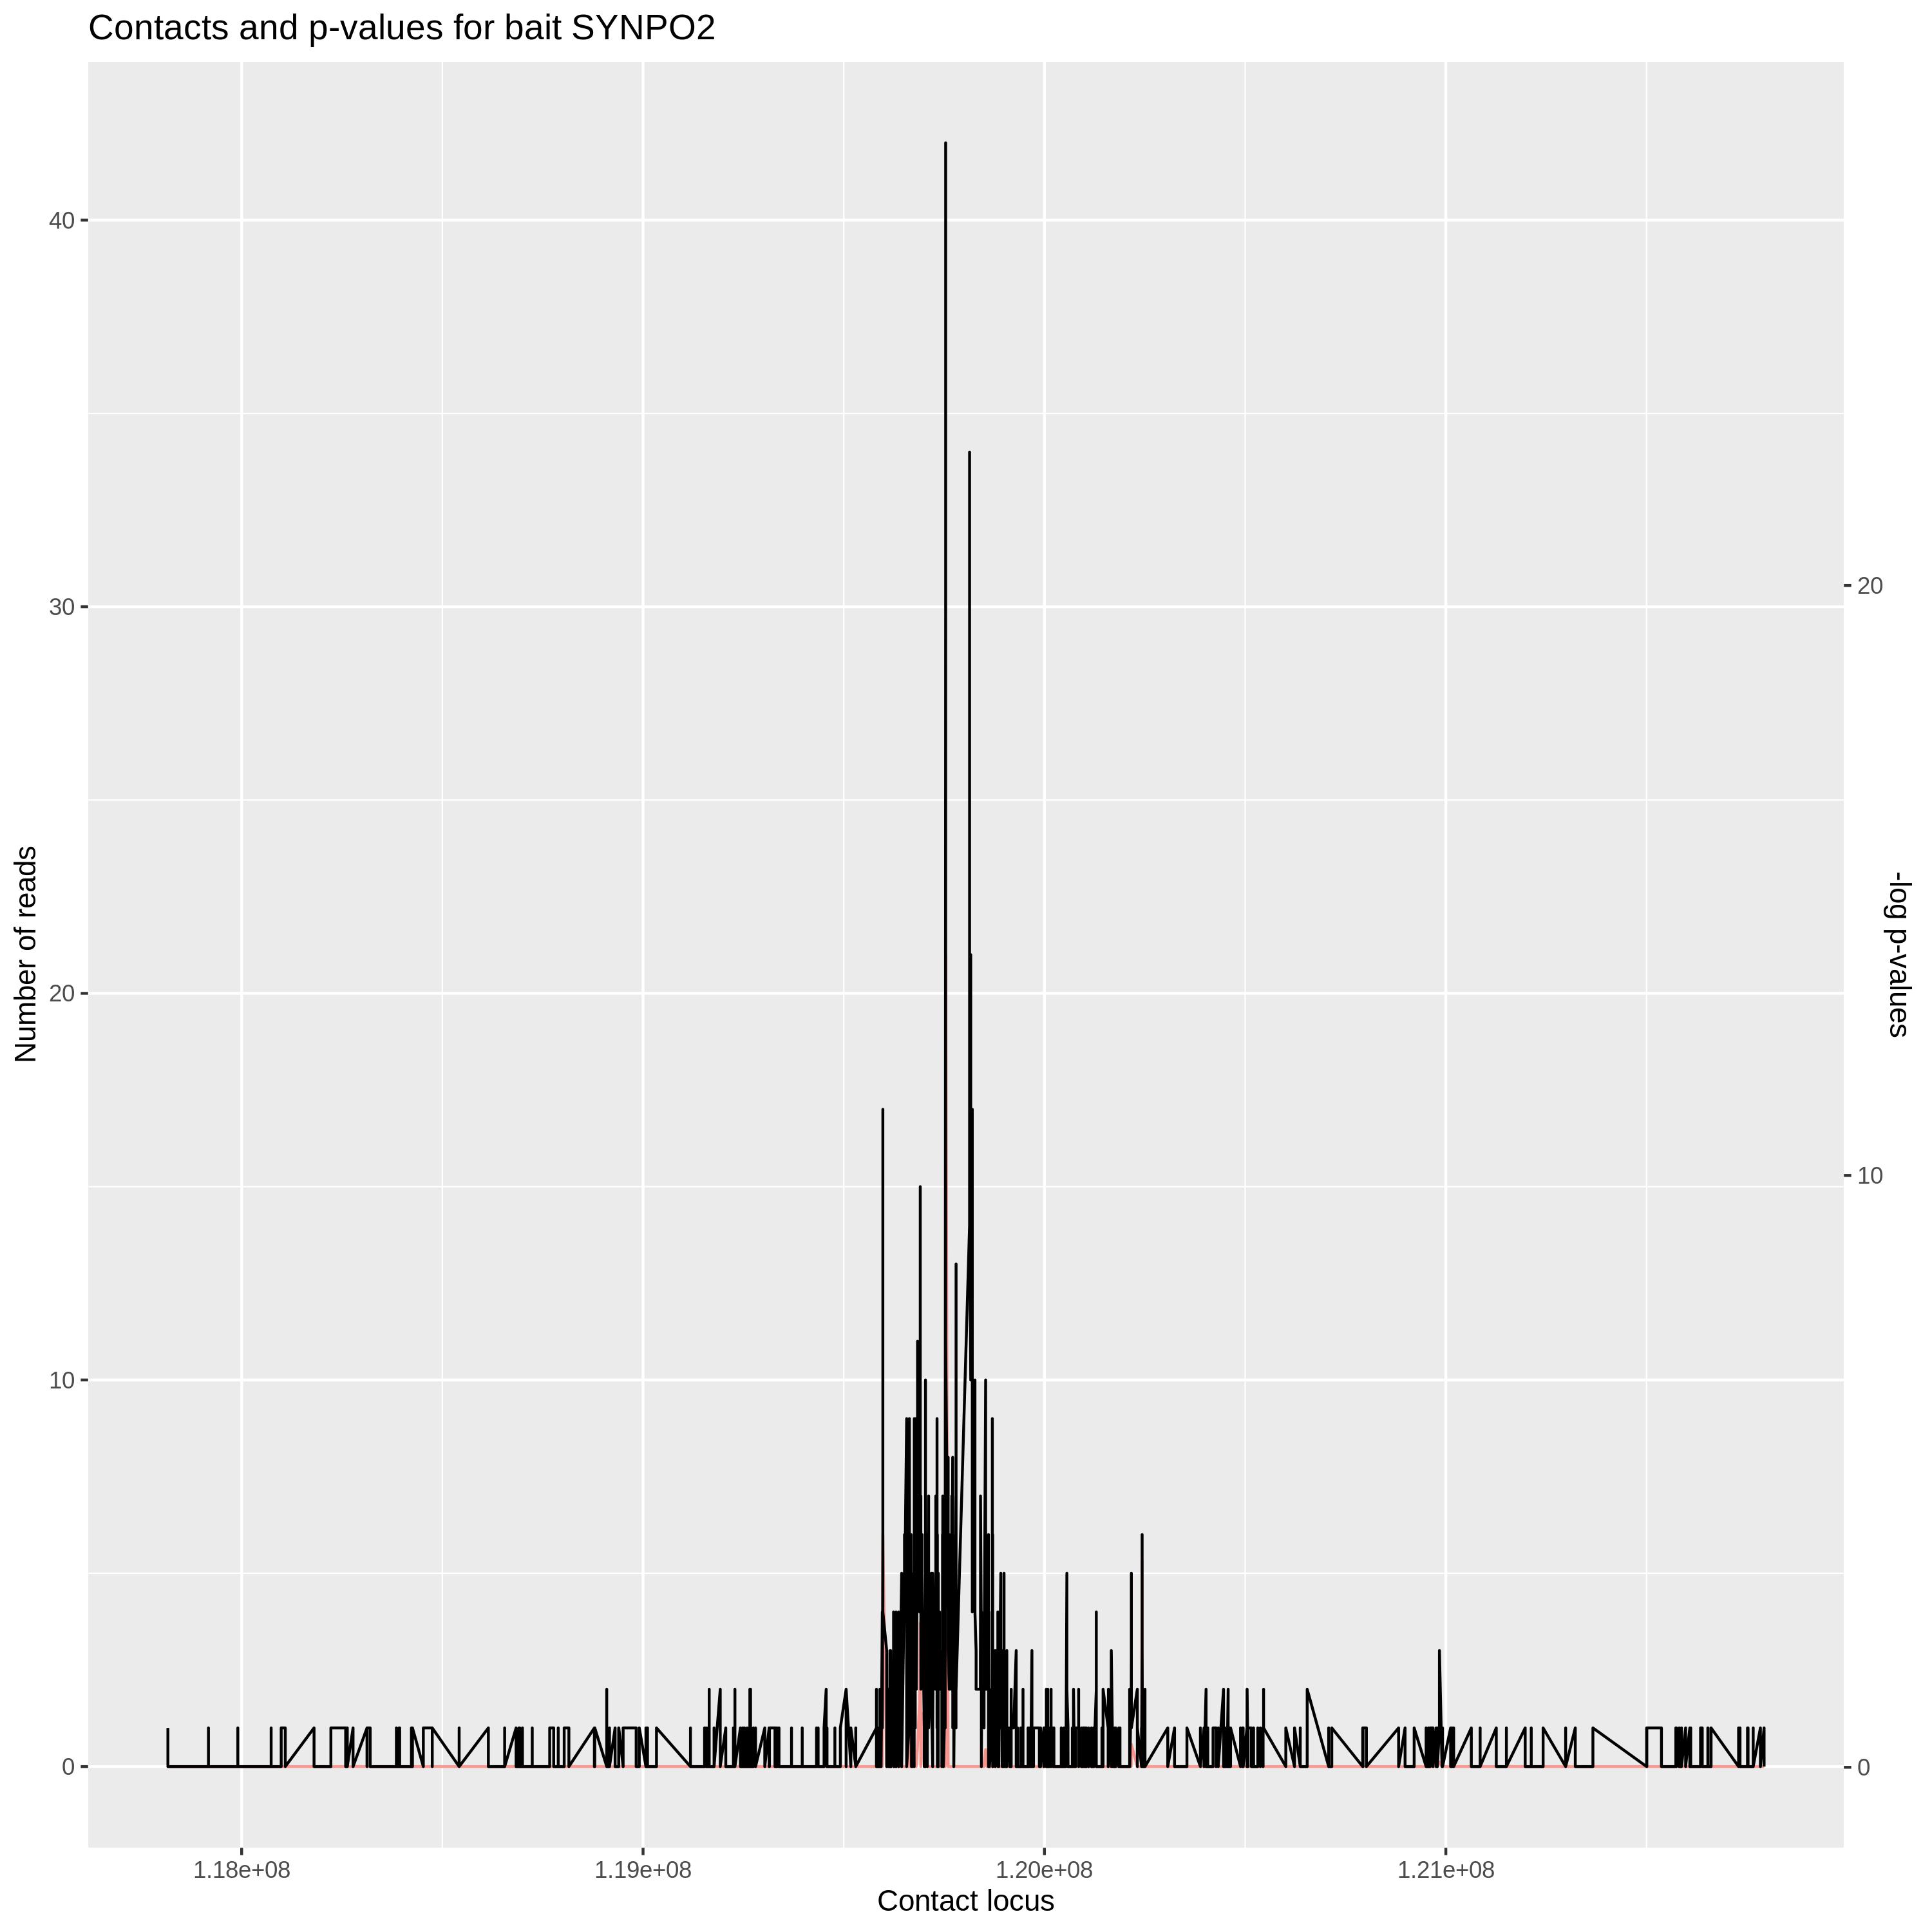 Contacts and p-values for bait SYNPO2
40
30
20
10
0
Number of reads
20
10
0
-log p-values
1.18e+08
1.19e+08
1.20e+08
1.21e+08
Contact locus